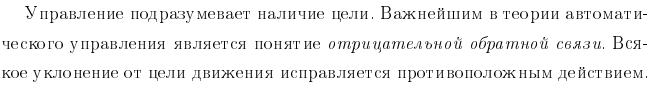 Управление подразумевает наличие цели. Важнейшим в теории автомати-
ческого управления является понятие отрицательной обратной связи. Вся-
кое уклонение от цели движения исправляется противоположным действием.